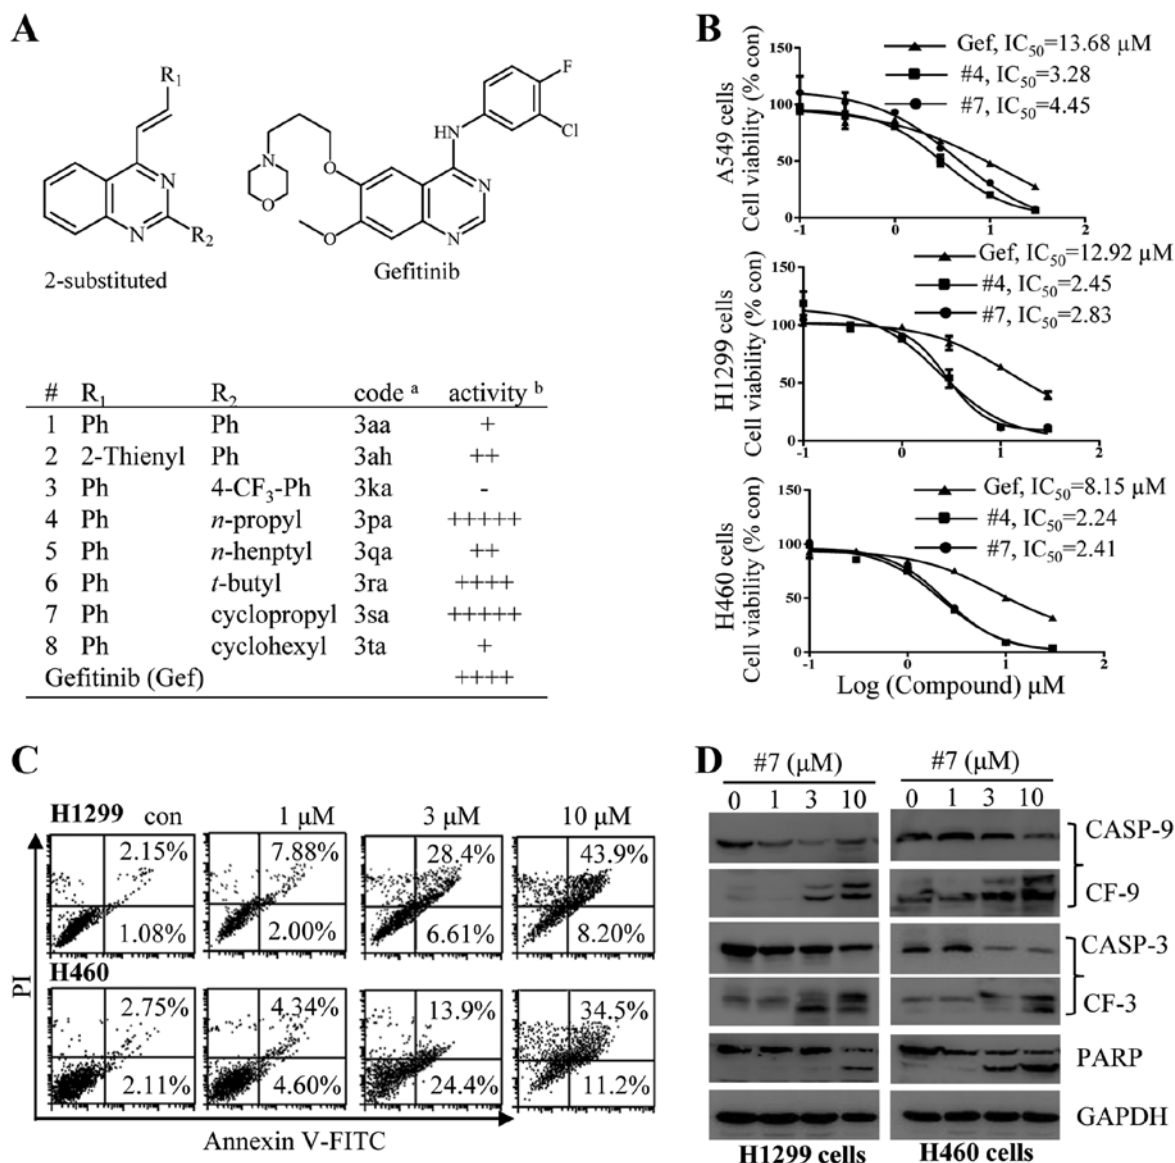 A
R₁
N
N
R₂
2-substituted
F
Cl
HN
N
O
O
O
N
N
Gefitinib
# R₁ R₂ code ᵃ activity ᵇ
1 Ph Ph 3aa +
2 2-Thienyl Ph 3ah ++
3 Ph 4-CF₃-Ph 3ka -
4 Ph n-propyl 3pa +++++
5 Ph n-henptyl 3qa ++
6 Ph t-butyl 3ra ++++
7 Ph cyclopropyl 3sa +++++
8 Ph cyclohexyl 3ta +
Gefitinib (Gef) ++++
B
A549 cells
Cell viability (% con)
150
100
50
0
-1 0 1 2
Gef, IC₅₀=13.68 μM
#4, IC₅₀=3.28
#7, IC₅₀=4.45
H1299 cells
Cell viability (% con)
150
100
50
0
-1 0 1 2
Gef, IC₅₀=12.92 μM
#4, IC₅₀=2.45
#7, IC₅₀=2.83
H460 cells
Cell viability (% con)
150
100
50
0
-1 0 1 2
Gef, IC₅₀=8.15 μM
#4, IC₅₀=2.24
#7, IC₅₀=2.41
Log (Compound) μM
C
H1299 con 1 μM 3 μM 10 μM
2.15% 7.88% 28.4% 43.9%
1.08% 2.00% 6.61% 8.20%
H460
2.75% 4.34% 13.9% 34.5%
2.11% 4.60% 24.4% 11.2%
PI
Annexin V-FITC
D
#7 (μM) #7 (μM)
0 1 3 10 0 1 3 10
CASP-9
CF-9
CASP-3
CF-3
PARP
GAPDH
H1299 cells H460 cells